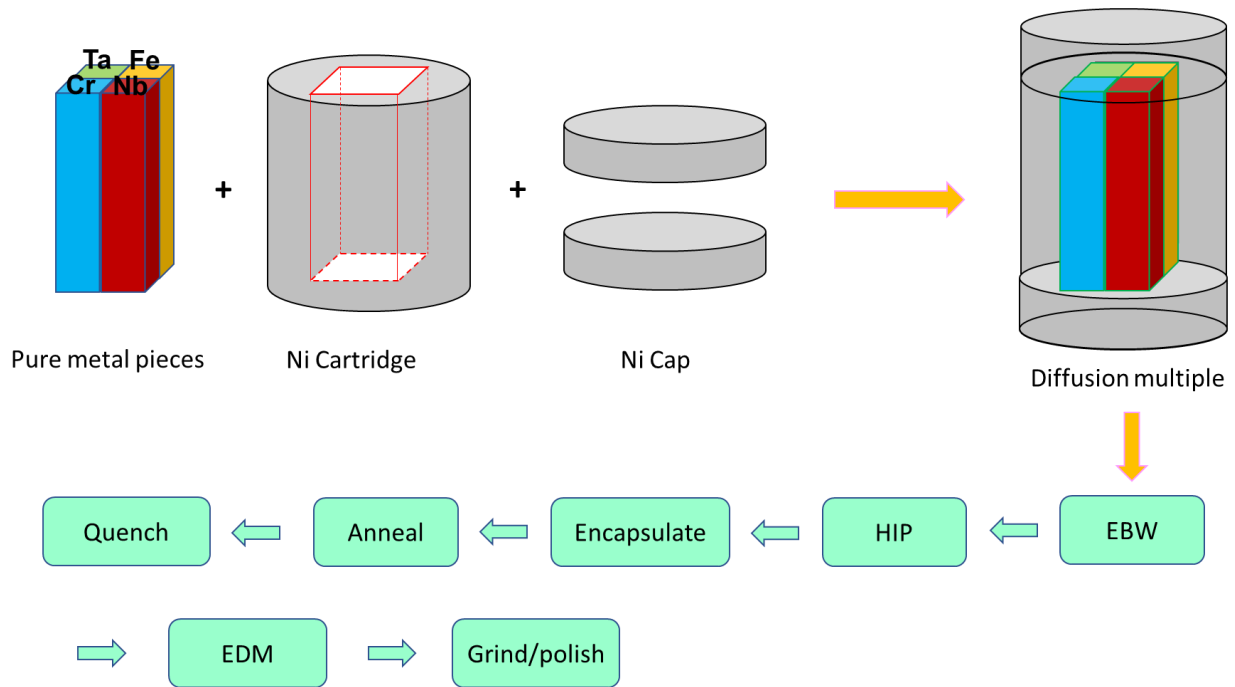 Ta Fe
Cr Nb
+
+
Pure metal pieces
Ni Cartridge
Ni Cap
Diffusion multiple
EBW
HIP
Encapsulate
Anneal
Quench
EDM
Grind/polish